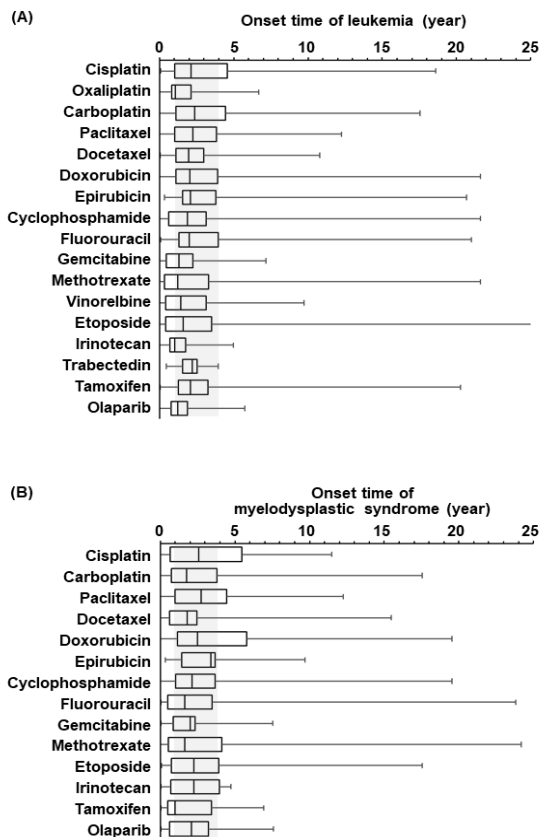 (A)
Onset time of leukemia (year)
0 5 10 15 20 25
Cisplatin
Oxaliplatin
Carboplatin
Paclitaxel
Docetaxel
Doxorubicin
Epirubicin
Cyclophosphamide
Fluorouracil
Gemcitabine
Methotrexate
Vinorelbine
Etoposide
Irinotecan
Trabectedin
Tamoxifen
Olaparib
(B)
Onset time of
myelodysplastic syndrome (year)
0 5 10 15 20 25
Cisplatin
Carboplatin
Paclitaxel
Docetaxel
Doxorubicin
Epirubicin
Cyclophosphamide
Fluorouracil
Gemcitabine
Methotrexate
Etoposide
Irinotecan
Tamoxifen
Olaparib